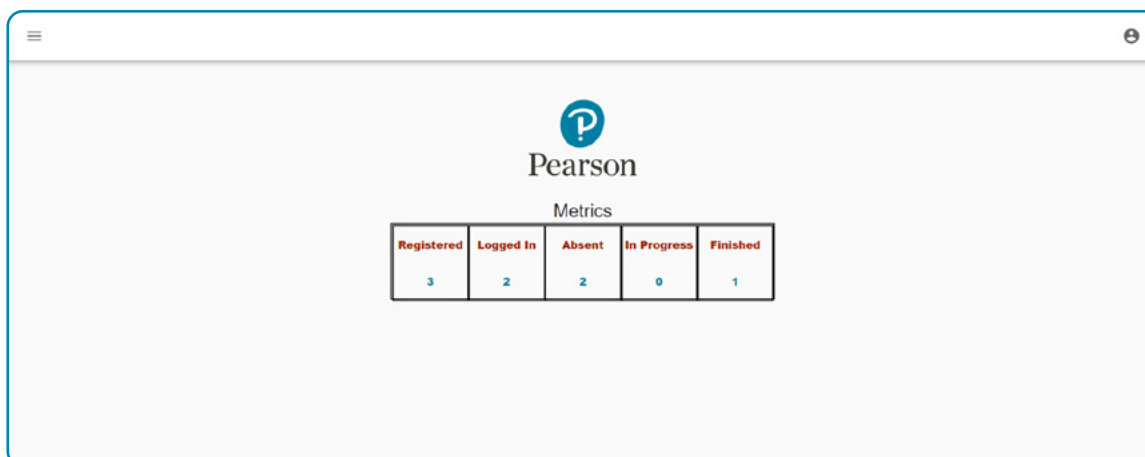 Pearson
Metrics
Registered Logged In Absent In Progress Finished
3 2 2 0 1